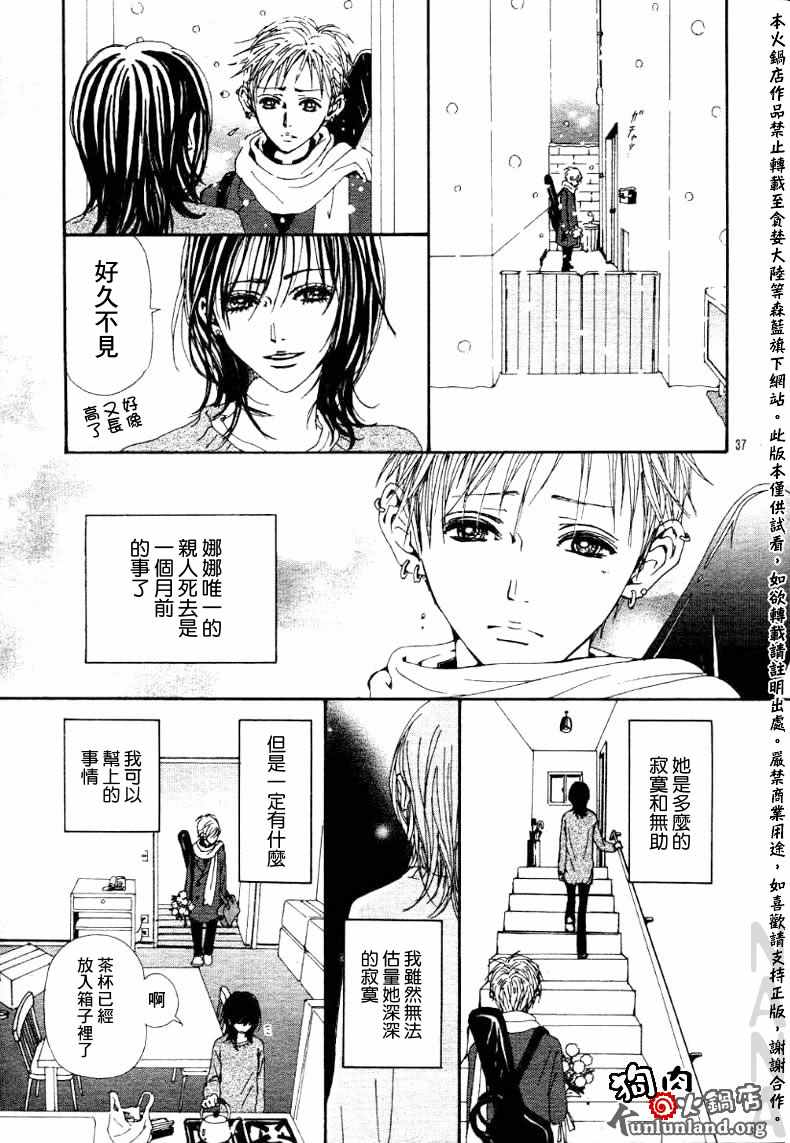 ガチャッ
好久不見
好像
又長
高了
37
娜娜唯一的
親人死去是
一個月前
的事了
她是多麼的
寂寞和無助
我雖然無法
估量她深深
的寂寞
但是一定有什麼
我可以
幫上的
事情
啊
茶杯已經
放入箱子裡了
本火鍋店作品禁止轉載至貪婪大陸等森藍旗下網站。此版本僅供試看，如欲轉載請註明出處。嚴禁商業用途，如喜歡請支持正版，謝謝合作。
NANA
狗肉
火鍋店
kunlunland.org